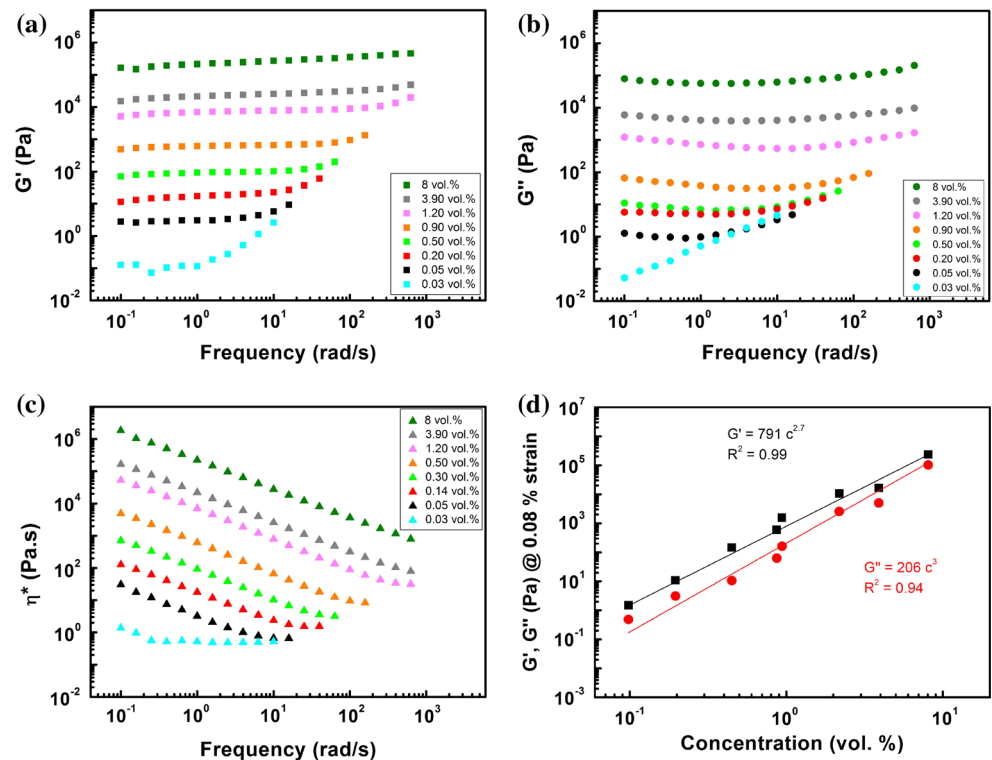 (a)
G' (Pa)
10^6
10^4
10^2
10^0
10^-2
8 vol.%
3.90 vol.%
1.20 vol.%
0.90 vol.%
0.50 vol.%
0.20 vol.%
0.05 vol.%
0.03 vol.%
10^-1 10^0 10^1 10^2 10^3
Frequency (rad/s)
(b)
G'' (Pa)
10^6
10^4
10^2
10^0
10^-2
8 vol.%
3.90 vol.%
1.20 vol.%
0.90 vol.%
0.50 vol.%
0.20 vol.%
0.05 vol.%
0.03 vol.%
10^-1 10^0 10^1 10^2 10^3
Frequency (rad/s)
(c)
η* (Pa.s)
10^6
10^4
10^2
10^0
10^-2
8 vol.%
3.90 vol.%
1.20 vol.%
0.50 vol.%
0.30 vol.%
0.14 vol.%
0.05 vol.%
0.03 vol.%
10^-1 10^0 10^1 10^2 10^3
Frequency (rad/s)
(d)
G', G'' (Pa) @ 0.08 % strain
10^7
10^5
10^3
10^1
10^-1
10^-3
G' = 791 c^2.7
R^2 = 0.99
G'' = 206 c^3
R^2 = 0.94
10^-1 10^0 10^1
Concentration (vol. %)